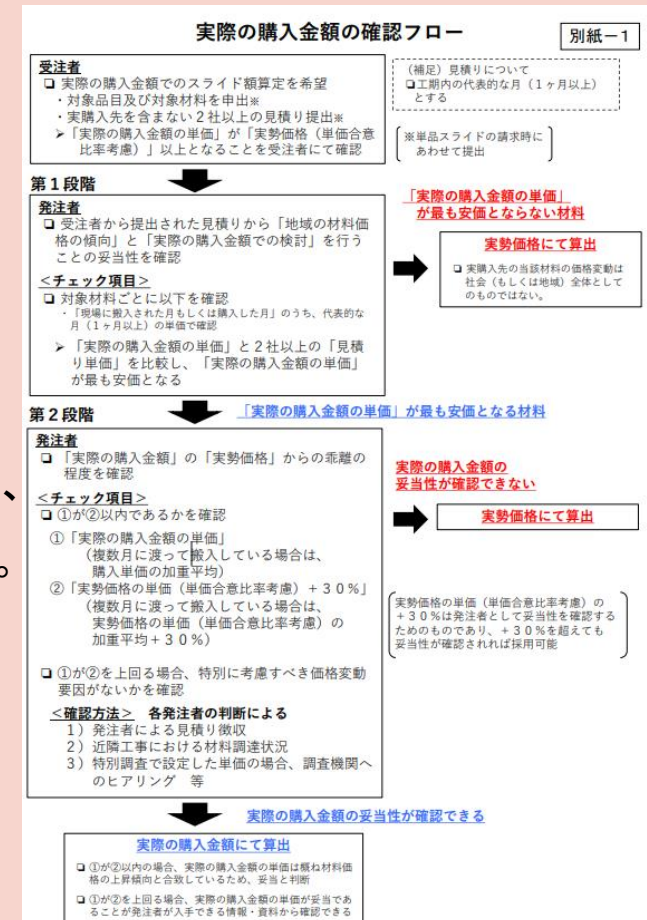 実際の購入金額の確認フロー
別紙－1
受注者
❑ 実際の購入金額でのスライド額算定を希望
・対象品目及び対象材料を申出※
・実購入先を含まない２社以上の見積り提出※
➢「実際の購入金額の単価」が「実勢価格（単価合意
比率考慮）」以上となることを受注者にて確認
（補足）見積りについて
❑工期内の代表的な月（1ヶ月以上）
とする
※単品スライドの請求時に
あわせて提出
第１段階
発注者
❑ 受注者から提出された見積りから「地域の材料価
格の傾向」と「実際の購入金額での検討」を行う
ことの妥当性を確認
＜チェック項目＞
❑ 対象材料ごとに以下を確認
・「現場に搬入された月もしくは購入した月」のうち、代表的な
月（1ヶ月以上）の単価で確認
➢ 「実際の購入金額の単価」と２社以上の「見積
り単価」を比較し、「実際の購入金額の単価」
が最も安価となる
「実際の購入金額の単価」
が最も安価とならない材料
実勢価格にて算出
❑ 実購入先の当該材料の価格変動は
社会（もしくは地域）全体として
のものではない。
第２段階
「実際の購入金額の単価」が最も安価となる材料
発注者
❑ 「実際の購入金額」の「実勢価格」からの乖離の
程度を確認
＜チェック項目＞
❑ ①が②以内であるかを確認
①「実際の購入金額の単価」
（複数月に渡って搬入している場合は、
購入単価の加重平均）
②「実勢価格の単価（単価合意比率考慮）＋３０％」
（複数月に渡って搬入している場合は、
実勢価格の単価（単価合意比率考慮）の
加重平均＋３０％）
❑ ①が②を上回る場合、特別に考慮すべき価格変動
要因がないかを確認
＜確認方法＞ 各発注者の判断による
１）発注者による見積り徴収
２）近隣工事における材料調達状況
３）特別調査で設定した単価の場合、調査機関へ
のヒアリング　等
、
。
実際の購入金額の
妥当性が確認できない
実勢価格にて算出
実勢価格の単価（単価合意比率考慮）の
＋３０％は発注者として妥当性を確認する
ためのものであり、＋３０％を超えても
妥当性が確認されれば採用可能
実際の購入金額の妥当性が確認できる
実際の購入金額にて算出
❑ ①が②以内の場合、実際の購入金額の単価は概ね材料価
格の上昇傾向と合致しているため、妥当と判断
❑ ①が②を上回る場合、実際の購入金額の単価が妥当であ
ることが発注者が入手できる情報・資料から確認できる